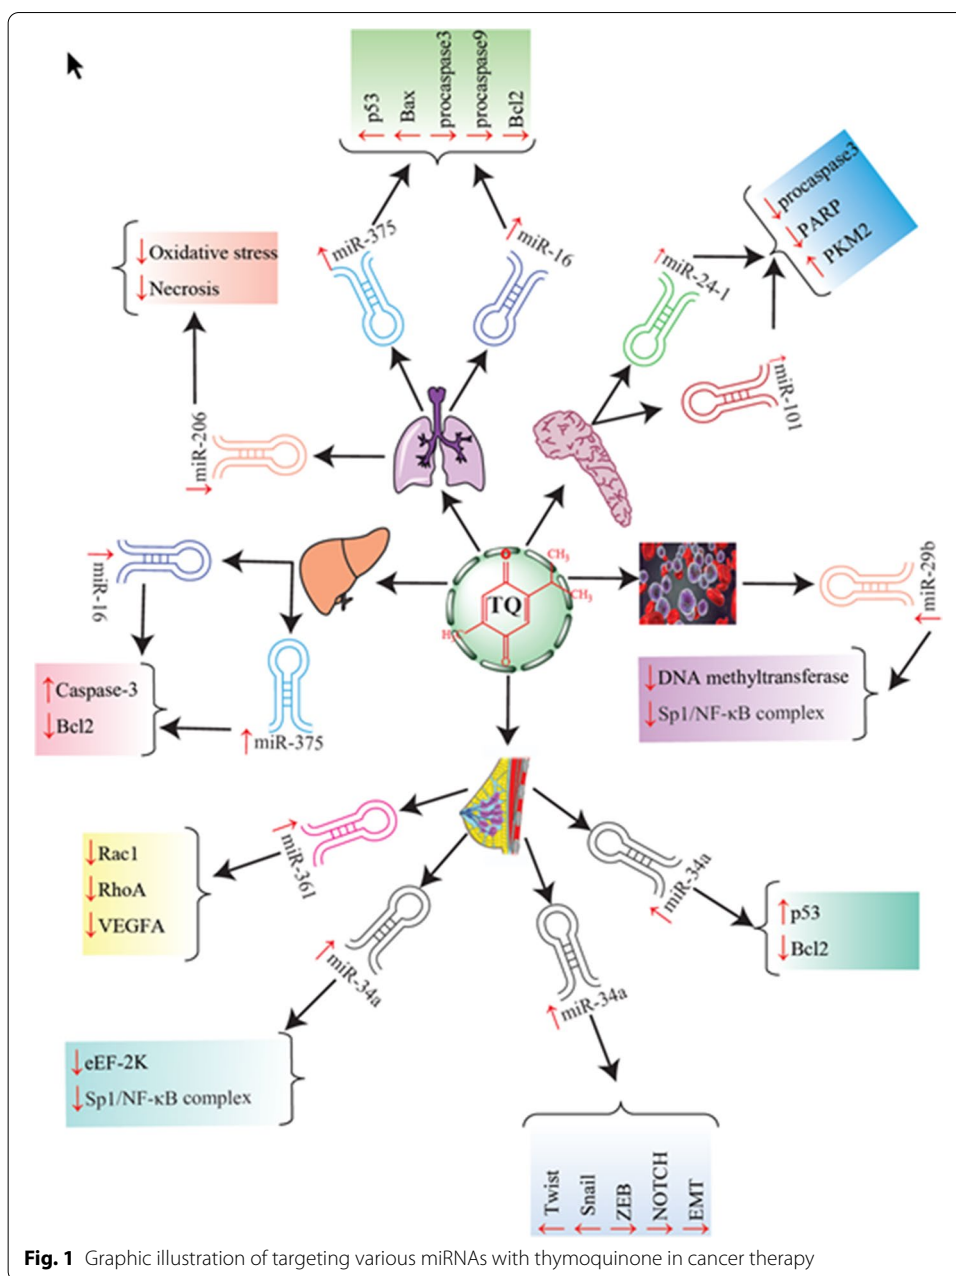 p53
Bax
procaspase3
procaspase9
Bcl2
procaspase3
PARP
PKM2
miR-375
miR-16
miR-24-1
miR-101
Oxidative stress
Necrosis
miR-206
miR-16
Caspase-3
Bcl2
miR-375
O
CH₃
CH₃
TQ
H₃C
O
miR-29b
DNA methyltransferase
Sp1/NF-κB complex
miR-361
Rac1
RhoA
VEGFA
miR-34a
miR-34a
miR-34a
p53
Bcl2
eEF-2K
Sp1/NF-κB complex
Twist
Snail
ZEB
NOTCH
EMT
Fig. 1 Graphic illustration of targeting various miRNAs with thymoquinone in cancer therapy